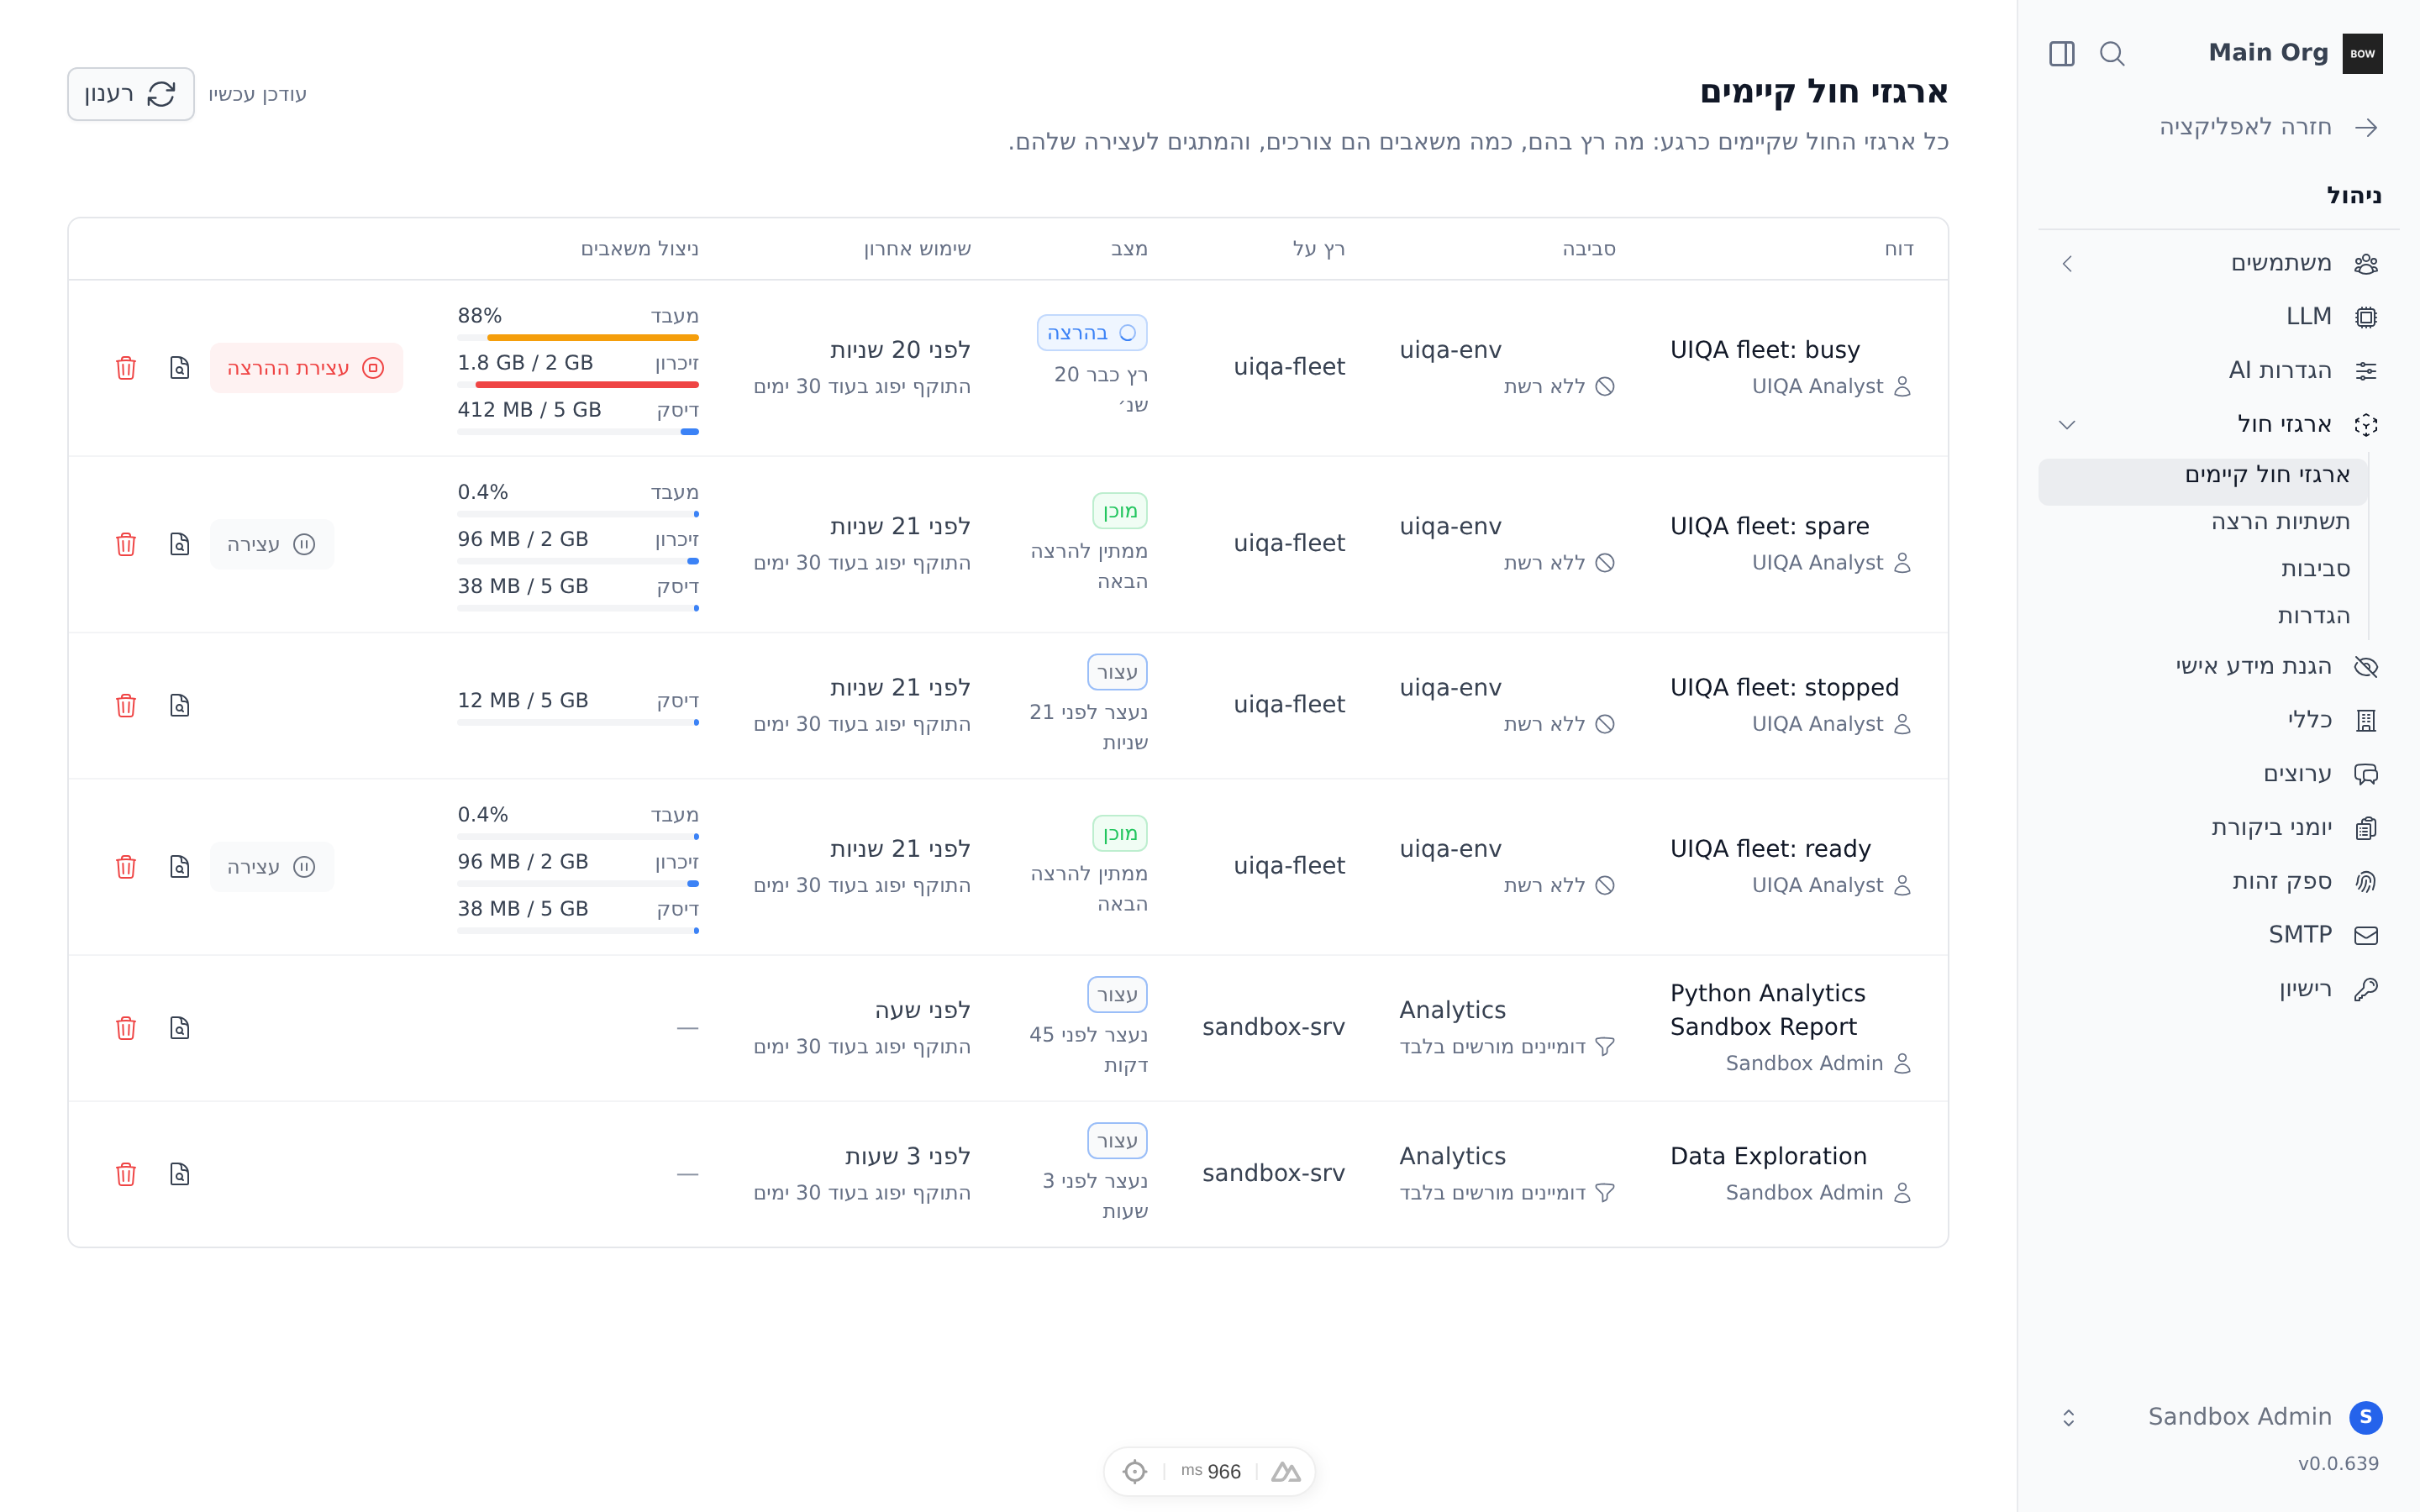 BOW
Main Org
חזרה לאפליקציה
ניהול
משתמשים
LLM
הגדרות AI
ארגזי חול
ארגזי חול קיימים
תשתיות הרצה
סביבות
הגדרות
הגנת מידע אישי
כללי
ערוצים
יומני ביקורת
ספק זהות
SMTP
רישיון
S
Sandbox Admin
v0.0.639
ארגזי חול קיימים
כל ארגזי החול שקיימים כרגע: מה רץ בהם, כמה משאבים הם צורכים, והמתגים לעצירה שלהם.
עודכן עכשיו
רענון
דוח
סביבה
רץ על
מצב
שימוש אחרון
ניצול משאבים
UIQA fleet: busy
UIQA Analyst
uiqa-env
ללא רשת
uiqa-fleet
בהרצה
רץ כבר 20
שנ׳
לפני 20 שניות
התוקף יפוג בעוד 30 ימים
מעבד 88%
זיכרון 1.8 GB / 2 GB
דיסק 412 MB / 5 GB
עצירת ההרצה
UIQA fleet: spare
UIQA Analyst
uiqa-env
ללא רשת
uiqa-fleet
מוכן
ממתין להרצה
הבאה
לפני 21 שניות
התוקף יפוג בעוד 30 ימים
מעבד 0.4%
זיכרון 96 MB / 2 GB
דיסק 38 MB / 5 GB
עצירה
UIQA fleet: stopped
UIQA Analyst
uiqa-env
ללא רשת
uiqa-fleet
עצור
נעצר לפני 21
שניות
לפני 21 שניות
התוקף יפוג בעוד 30 ימים
דיסק 12 MB / 5 GB
UIQA fleet: ready
UIQA Analyst
uiqa-env
ללא רשת
uiqa-fleet
מוכן
ממתין להרצה
הבאה
לפני 21 שניות
התוקף יפוג בעוד 30 ימים
מעבד 0.4%
זיכרון 96 MB / 2 GB
דיסק 38 MB / 5 GB
עצירה
Python Analytics
Sandbox Report
Sandbox Admin
Analytics
דומיינים מורשים בלבד
sandbox-srv
עצור
נעצר לפני 45
דקות
לפני שעה
התוקף יפוג בעוד 30 ימים
—
Data Exploration
Sandbox Admin
Analytics
דומיינים מורשים בלבד
sandbox-srv
עצור
נעצר לפני 3
שעות
לפני 3 שעות
התוקף יפוג בעוד 30 ימים
—
966 ms